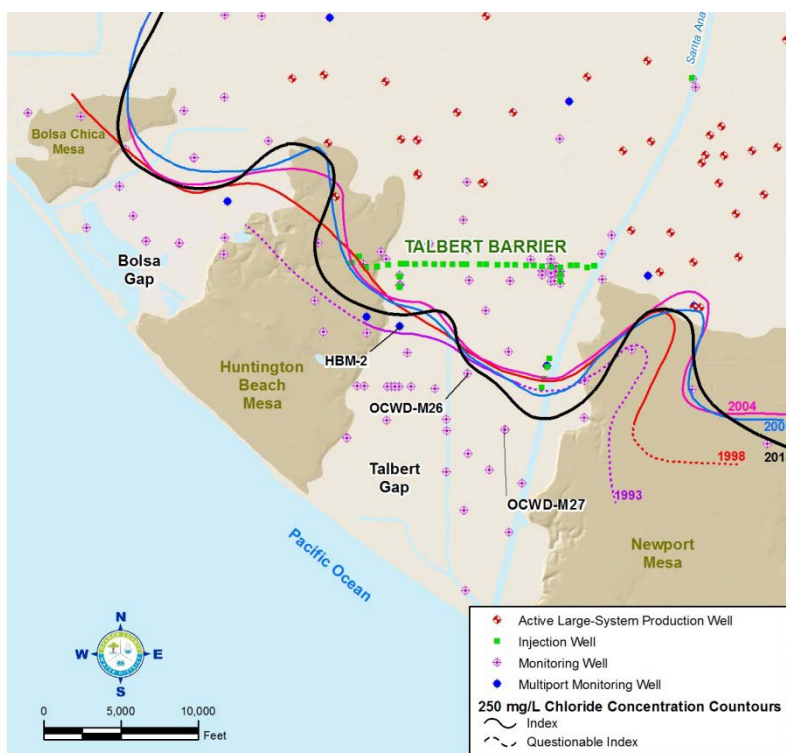 Santa Ana
Bolsa Chica
Mesa
TALBERT BARRIER
Bolsa
Gap
HBM-2
Huntington
Beach
Mesa
OCWD-M26
2004
200
1998
201
Talbert
Gap
1993
OCWD-M27
Newport
Mesa
Pacific Ocean
N
W
E
S
0
5,000
10,000
Feet
Active Large-System Production Well
Injection Well
Monitoring Well
Multiport Monitoring Well
250 mg/L Chloride Concentration Countours
Index
Questionable Index